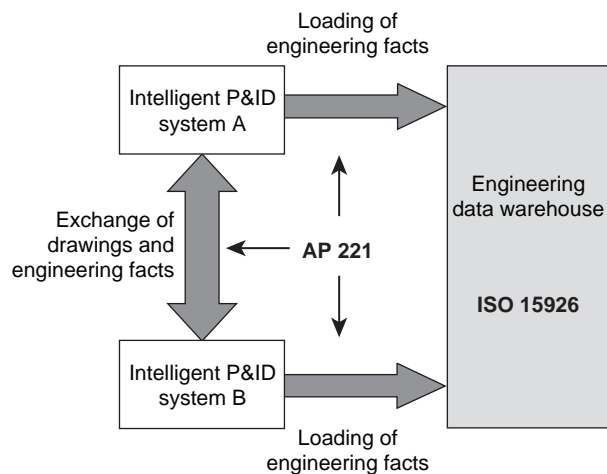 Loading of
engineering facts
Intelligent P&ID
system A
Engineering
data warehouse
Exchange of
drawings and
engineering facts
AP 221
ISO 15926
Intelligent P&ID
system B
Loading of
engineering facts